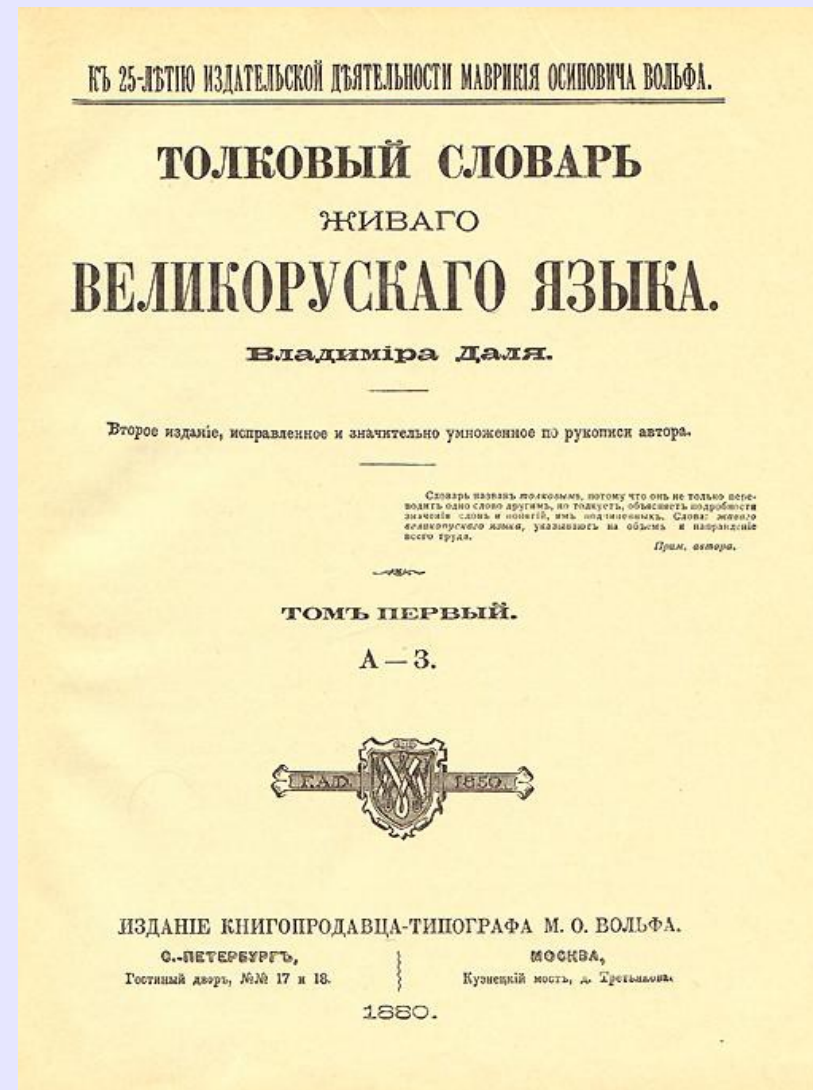 КЪ 25-ЛѢТІЮ ИЗДАТЕЛЬСКОЙ ДѢЯТЕЛЬНОСТИ МАВРИКІЯ ОСИПОВИЧА ВОЛЬФА.
ТОЛКОВЫЙ СЛОВАРЬ
ЖИВАГО
ВЕЛИКОРУСКАГО ЯЗЫКА.
Владиміра Даля.
Второе изданіе, исправленное и значительно умноженное по рукописи автора.
Словарь названъ толковымъ, потому что онъ не только пере-
водитъ одно слово другимъ, но толкуетъ, объясняетъ подробности
значенія словъ и понятій, имъ подчиненныхъ. Слова: живаго
великорускаго языка, указываютъ на объемъ и направленіе
всего труда.
Прим. автора.
ТОМЪ ПЕРВЫЙ.
А — З.
F.A.D. 1850.
ИЗДАНІЕ КНИГОПРОДАВЦА-ТИПОГРАФА М. О. ВОЛЬФА.
С.-ПЕТЕРБУРГЪ,
Гостиный дворъ, №№ 17 и 18.
МОСКВА,
Кузнецкій мостъ, д. Третьякова.
1880.